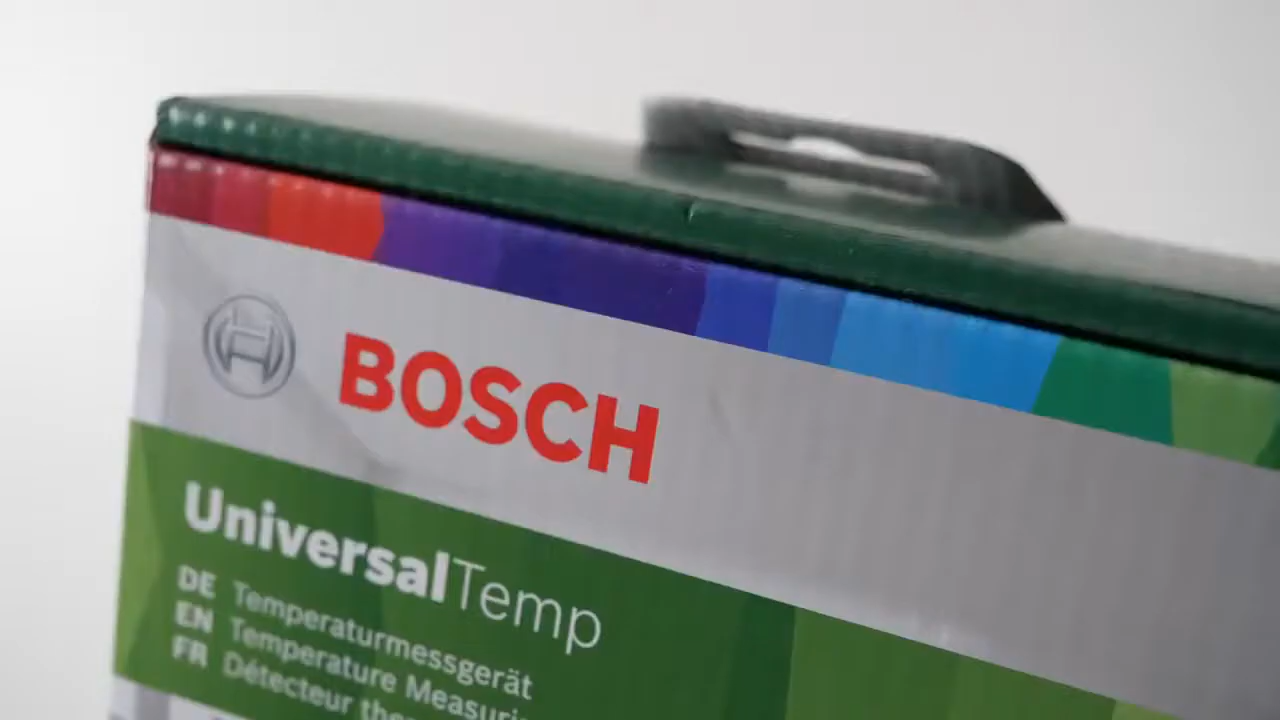 BOSCH
UniversalTemp
DE Temperaturmessgerät
EN Temperature
FR Détecteur